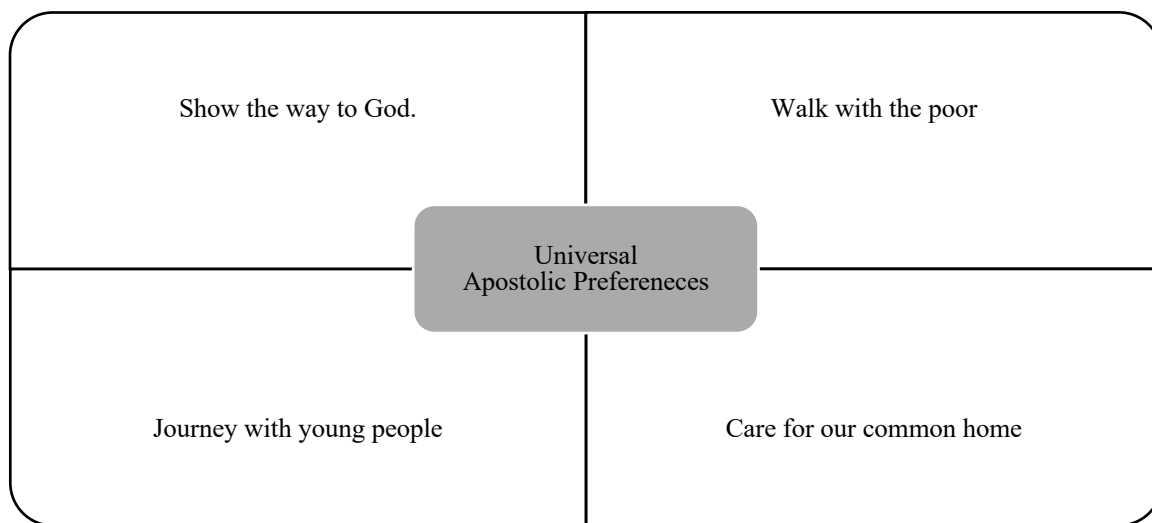 Show the way to God.
Walk with the poor
Universal
Apostolic Prefereneces
Journey with young people
Care for our common home